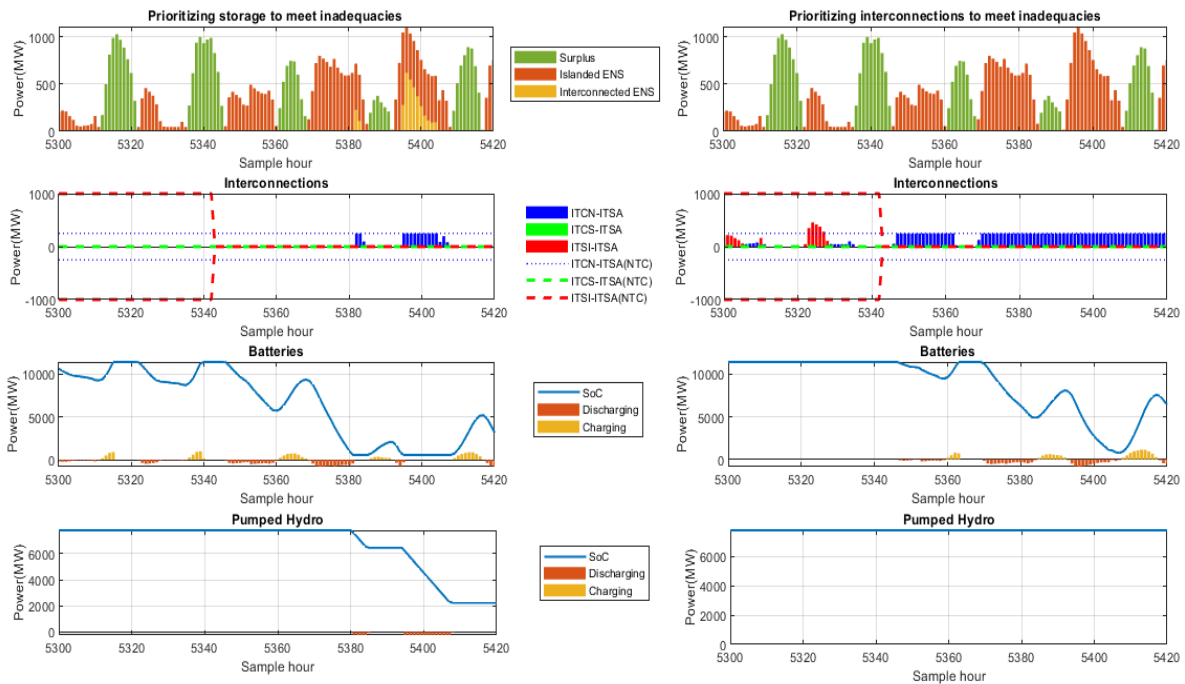 Prioritizing storage to meet inadequacies
Power(MW)
1000
500
0
5300 5320 5340 5360 5380 5400 5420
Sample hour
Surplus
Islanded ENS
Interconnected ENS
Prioritizing interconnections to meet inadequacies
Power(MW)
1000
500
0
5300 5320 5340 5360 5380 5400 5420
Sample hour
Interconnections
Power(MW)
1000
0
-1000
5300 5320 5340 5360 5380 5400 5420
Sample hour
ITCN-ITSA
ITCS-ITSA
ITSI-ITSA
ITCN-ITSA(NTC)
ITCS-ITSA(NTC)
ITSI-ITSA(NTC)
Interconnections
Power(MW)
1000
0
-1000
5300 5320 5340 5360 5380 5400 5420
Sample hour
Batteries
Power(MW)
10000
5000
0
5300 5320 5340 5360 5380 5400 5420
Sample hour
SoC
Discharging
Charging
Batteries
Power(MW)
10000
5000
0
5300 5320 5340 5360 5380 5400 5420
Sample hour
Pumped Hydro
Power(MW)
6000
4000
2000
0
5300 5320 5340 5360 5380 5400 5420
Sample hour
SoC
Discharging
Charging
Pumped Hydro
Power(MW)
6000
4000
2000
0
5300 5320 5340 5360 5380 5400 5420
Sample hour